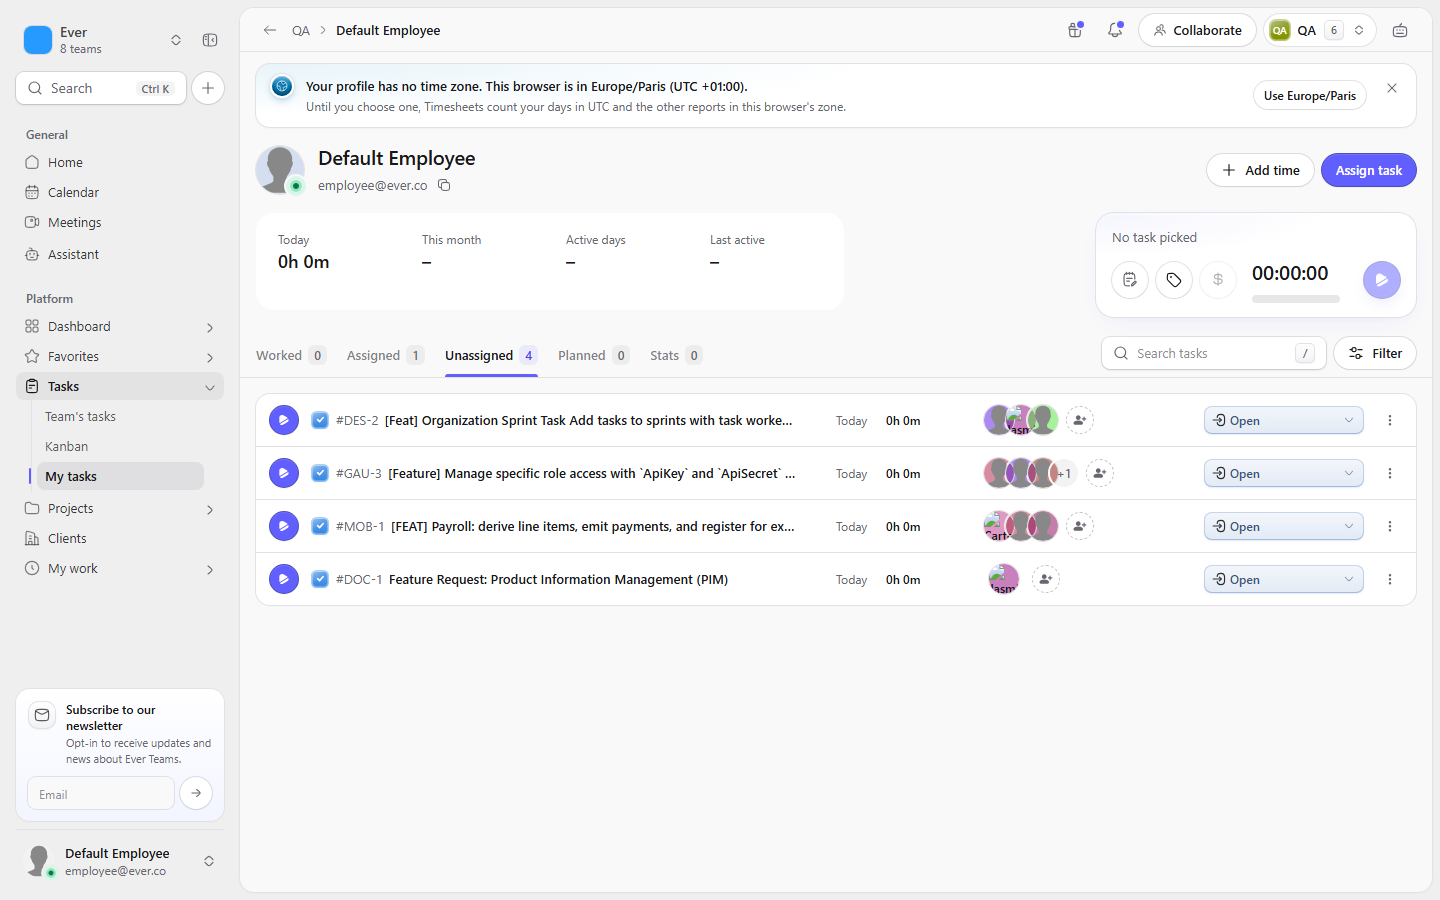 Ever
8 teams
Search
Ctrl K
General
Home
Calendar
Meetings
Assistant
Platform
Dashboard
Favorites
Tasks
Team's tasks
Kanban
My tasks
Projects
Clients
My work
Subscribe to our
newsletter
Opt-in to receive updates and
news about Ever Teams.
Email
Default Employee
employee@ever.co
QA
Default Employee
Collaborate
QA
QA
6
Your profile has no time zone. This browser is in Europe/Paris (UTC +01:00).
Until you choose one, Timesheets count your days in UTC and the other reports in this browser's zone.
Use Europe/Paris
Default Employee
employee@ever.co
Add time
Assign task
Today
0h 0m
This month
–
Active days
–
Last active
–
No task picked
$
00:00:00
Worked 0
Assigned 1
Unassigned 4
Planned 0
Stats 0
Search tasks
/
Filter
#DES-2 [Feat] Organization Sprint Task Add tasks to sprints with task worke...
Today 0h 0m
Open
#GAU-3 [Feature] Manage specific role access with `ApiKey` and `ApiSecret` ...
Today 0h 0m
+1
Open
#MOB-1 [FEAT] Payroll: derive line items, emit payments, and register for ex...
Today 0h 0m
Open
#DOC-1 Feature Request: Product Information Management (PIM)
Today 0h 0m
Open